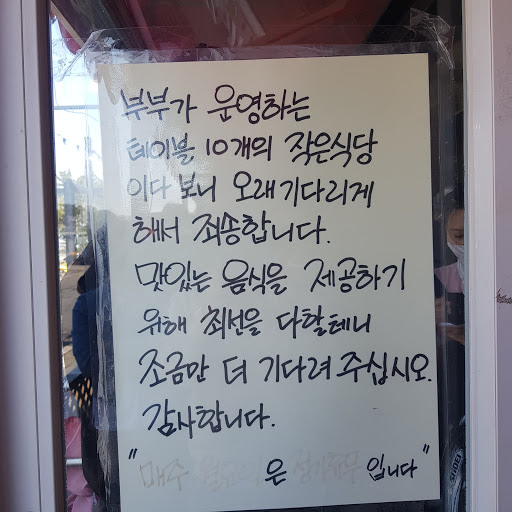 부부가 운영하는
테이블 10개의 작은식당
이다 보니 오래기다리게
해서 죄송합니다.
맛있는 음식을 제공하기
위해 최선을 다할테니
조금만 더 기다려 주십시오.
감사합니다.
"매주 은 정기휴무 입니다"